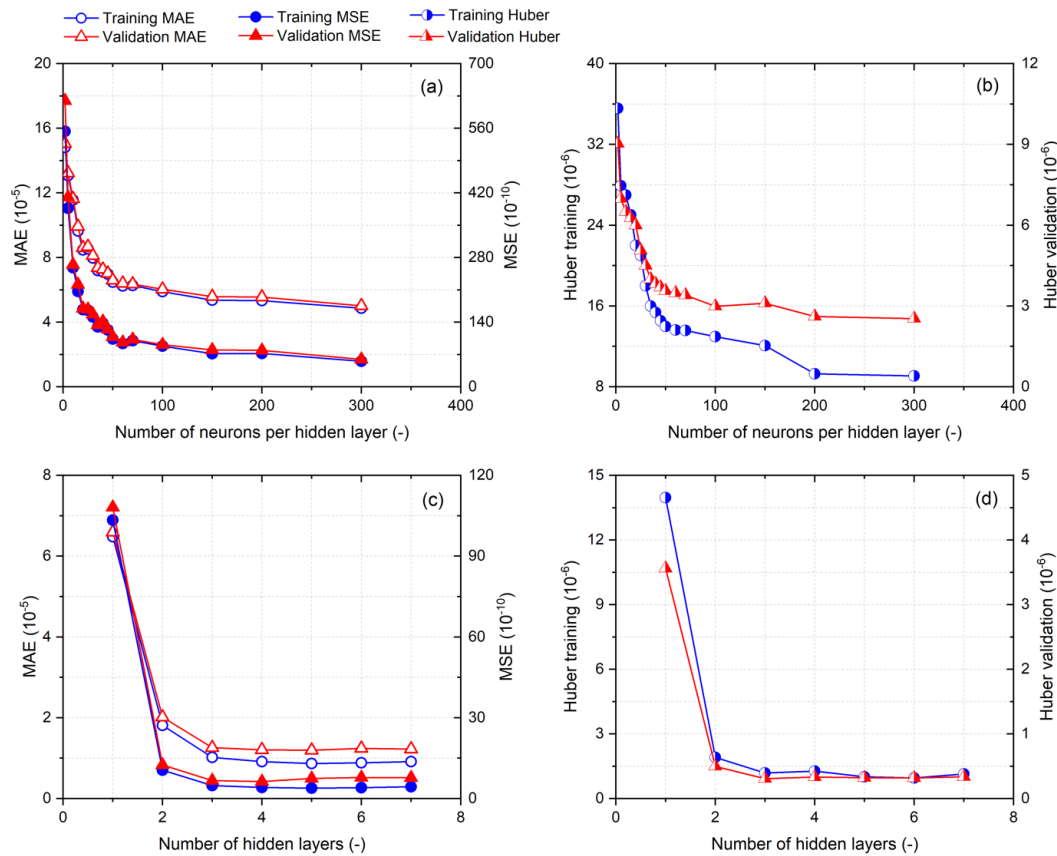 Training MAE Training MSE Training Huber
Validation MAE Validation MSE Validation Huber
(a)
20
16
12
8
4
0
MAE (10-5)
700
560
420
280
140
0
MSE (10-10)
0 100 200 300 400
Number of neurons per hidden layer (-)
(b)
40
36
32
28
24
20
16
12
8
Huber training (10-6)
12
9
6
3
0
Huber validation (10-6)
0 100 200 300 400
Number of neurons per hidden layer (-)
(c)
8
6
4
2
0
MAE (10-5)
120
90
60
30
0
MSE (10-10)
0 2 4 6 8
Number of hidden layers (-)
(d)
15
12
9
6
3
0
Huber training (10-6)
5
4
3
2
1
0
Huber validation (10-6)
0 2 4 6 8
Number of hidden layers (-)